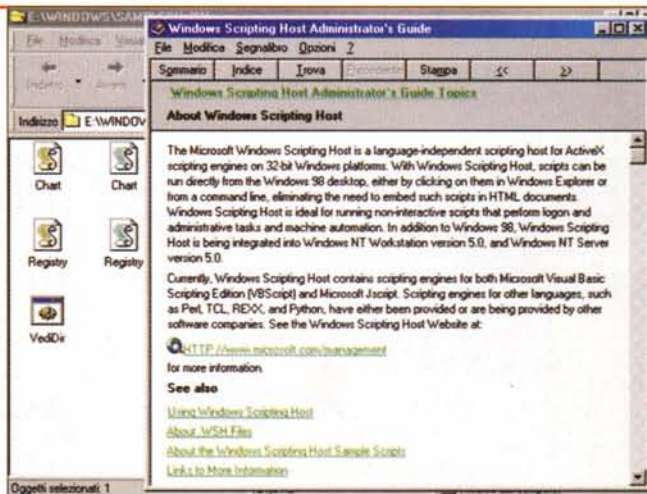 E:\WINDOWS\SAM
File Modifica Visual
Indietro Avanti
Indirizzo E:\WINDOV
Chart Chart
Registry Registry
VediDir
Oggetti selezionati: 1
Windows Scripting Host Administrator's Guide
File Modifica Segnalibro Opzioni ?
Sommario Indice Trova Precedente Stampa << >>
Windows Scripting Host Administrator's Guide Topics
About Windows Scripting Host
The Microsoft Windows Scripting Host is a language-independent scripting host for ActiveX
scripting engines on 32-bit Windows platforms. With Windows Scripting Host, scripts can be
run directly from the Windows 98 desktop, either by clicking on them in Windows Explorer or
from a command line, eliminating the need to embed such scripts in HTML documents.
Windows Scripting Host is ideal for running non-interactive scripts that perform logon and
administrative tasks and machine automation. In addition to Windows 98, Windows Scripting
Host is being integrated into Windows NT Workstation version 5.0, and Windows NT Server
version 5.0.
Currently, Windows Scripting Host contains scripting engines for both Microsoft Visual Basic
Scripting Edition (VBScript) and Microsoft Jscript. Scripting engines for other languages, such
as Perl, TCL, REXX, and Python, have either been provided or are being provided by other
software companies. See the Windows Scripting Host Website at:
HTTP://www.microsoft.com/management
for more information.
See also
Using Windows Scripting Host
About .WSH Files
About the Windows Scripting Host Sample Scripts
Links to More Information